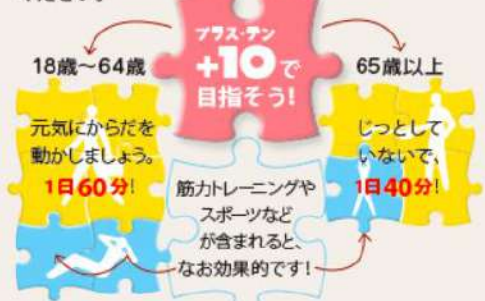 プラス・テン
+10で
目指そう!
18歳～64歳
元気にからだを
動かしましょう。
1日60分!
65歳以上
じっとして
いないで、
1日40分!
筋力トレーニングや
スポーツなど
が含まれると、
なお効果的です!